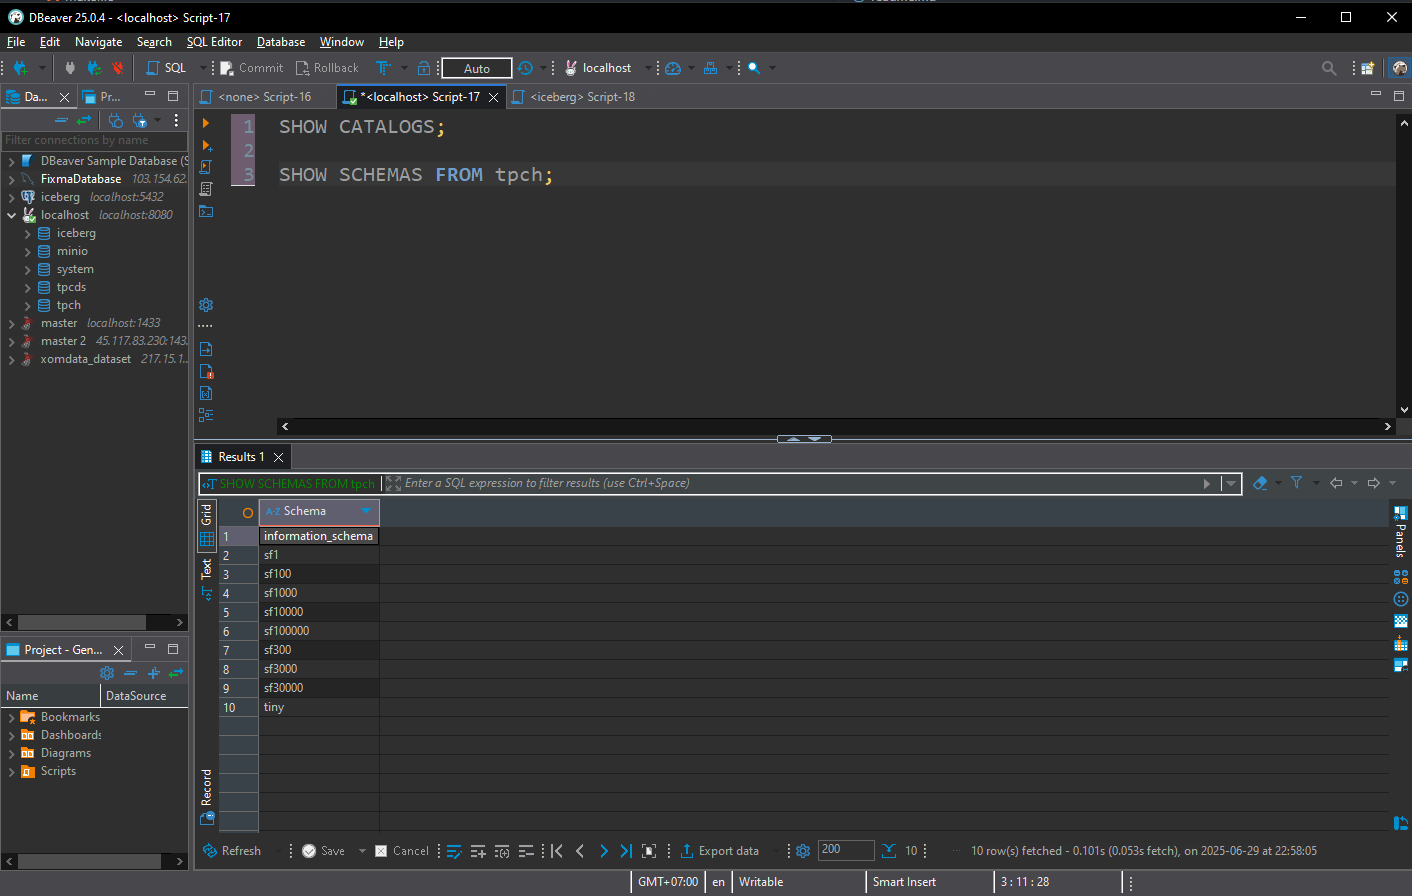 DBeaver 25.0.4 - <localhost> Script-17
File Edit Navigate Search SQL Editor Database Window Help
SQL Commit Rollback Auto localhost
Da... Pr...
<none> Script-16 *<localhost> Script-17 <iceberg> Script-18
Filter connections by name
DBeaver Sample Database (S
FixmaDatabase 103.154.62.
iceberg localhost:5432
localhost localhost:8080
iceberg
minio
system
tpcds
tpch
master localhost:1433
master 2 45.117.83.230:143.
xomdata_dataset 217.15.1..
1 SHOW CATALOGS;
2
3 SHOW SCHEMAS FROM tpch;
Results 1
SHOW SCHEMAS FROM tpch Enter a SQL expression to filter results (use Ctrl+Space)
Grid
Text
Record
A-Z Schema
1 information_schema
2 sf1
3 sf100
4 sf1000
5 sf10000
6 sf100000
7 sf300
8 sf3000
9 sf30000
10 tiny
Panels
Project - Gen...
Name DataSource
Bookmarks
Dashboards
Diagrams
Scripts
Refresh Save Cancel Export data 200 10 10 row(s) fetched - 0.101s (0.053s fetch), on 2025-06-29 at 22:58:05
GMT+07:00 en Writable Smart Insert 3 : 11 : 28